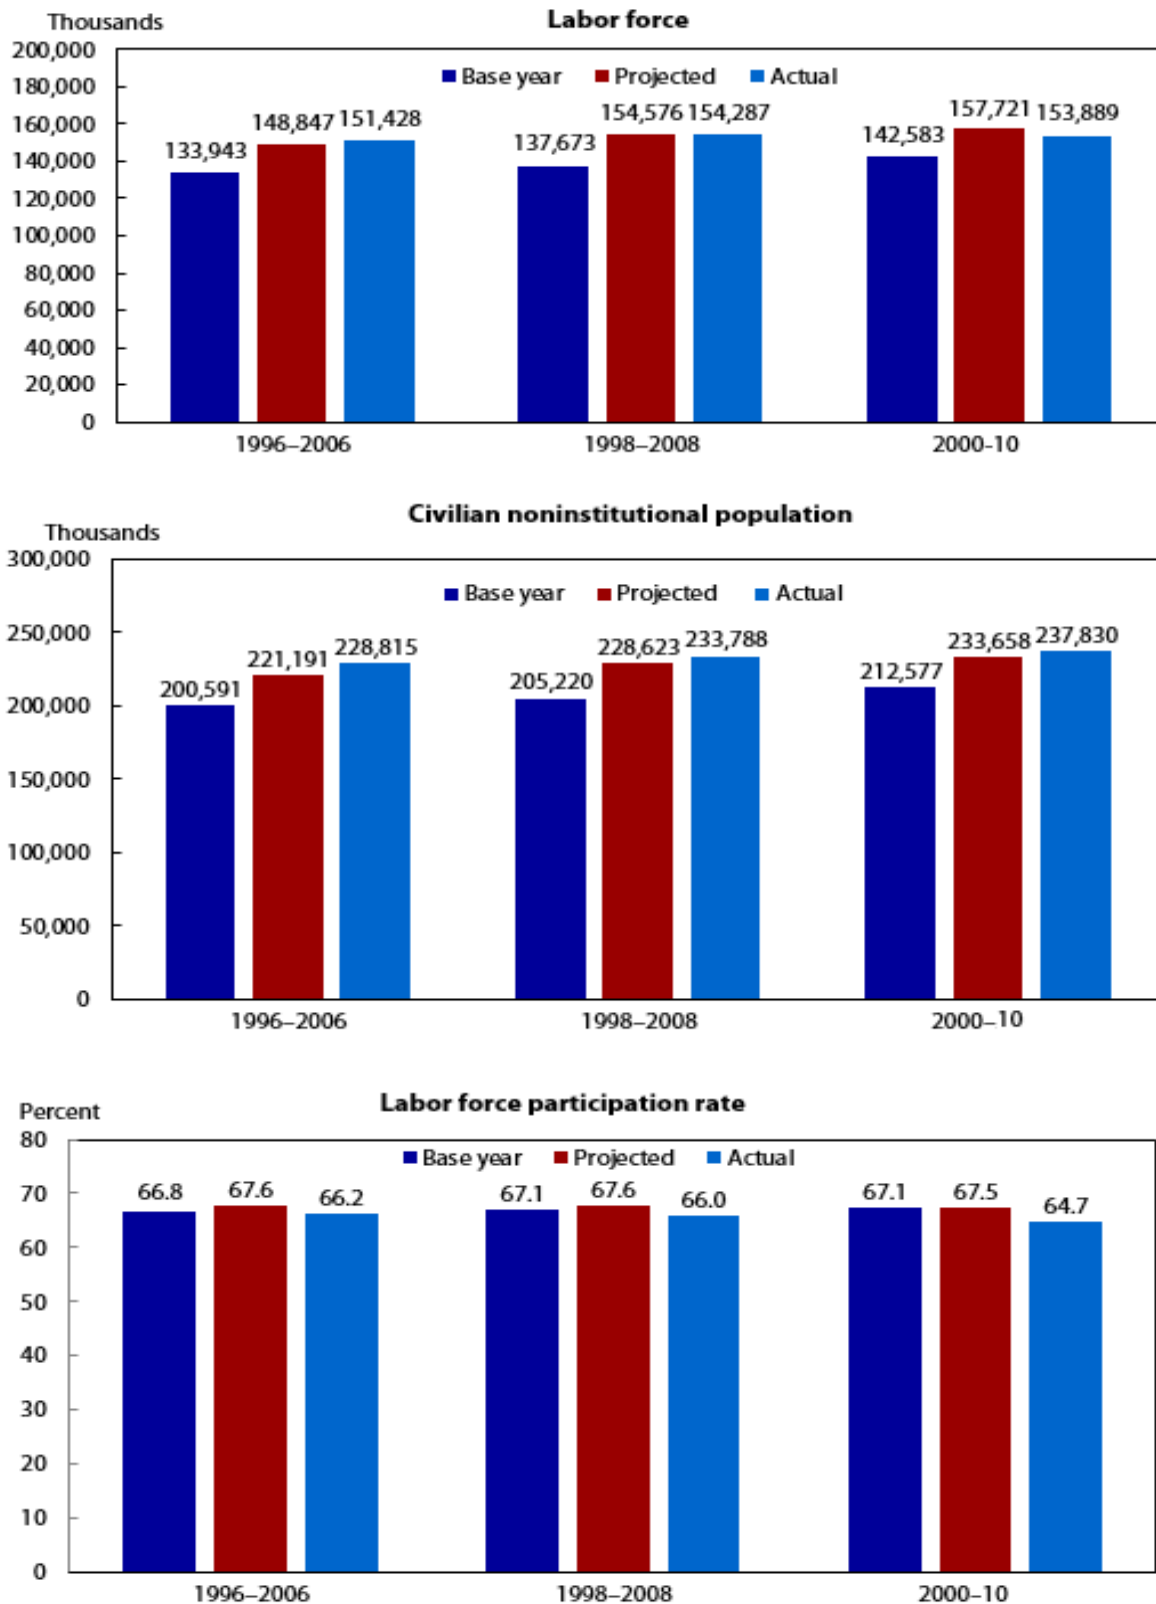 Labor force
Thousands
200,000
180,000
160,000
140,000
120,000
100,000
80,000
60,000
40,000
20,000
0
Base year Projected Actual
133,943 148,847 151,428 137,673 154,576 154,287 142,583 157,721 153,889
1996–2006 1998–2008 2000-10
Civilian noninstitutional population
Thousands
300,000
250,000
200,000
150,000
100,000
50,000
0
Base year Projected Actual
200,591 221,191 228,815 205,220 228,623 233,788 212,577 233,658 237,830
1996–2006 1998–2008 2000–10
Labor force participation rate
Percent
80
70
60
50
40
30
20
10
0
Base year Projected Actual
66.8 67.6 66.2 67.1 67.6 66.0 67.1 67.5 64.7
1996–2006 1998–2008 2000–10